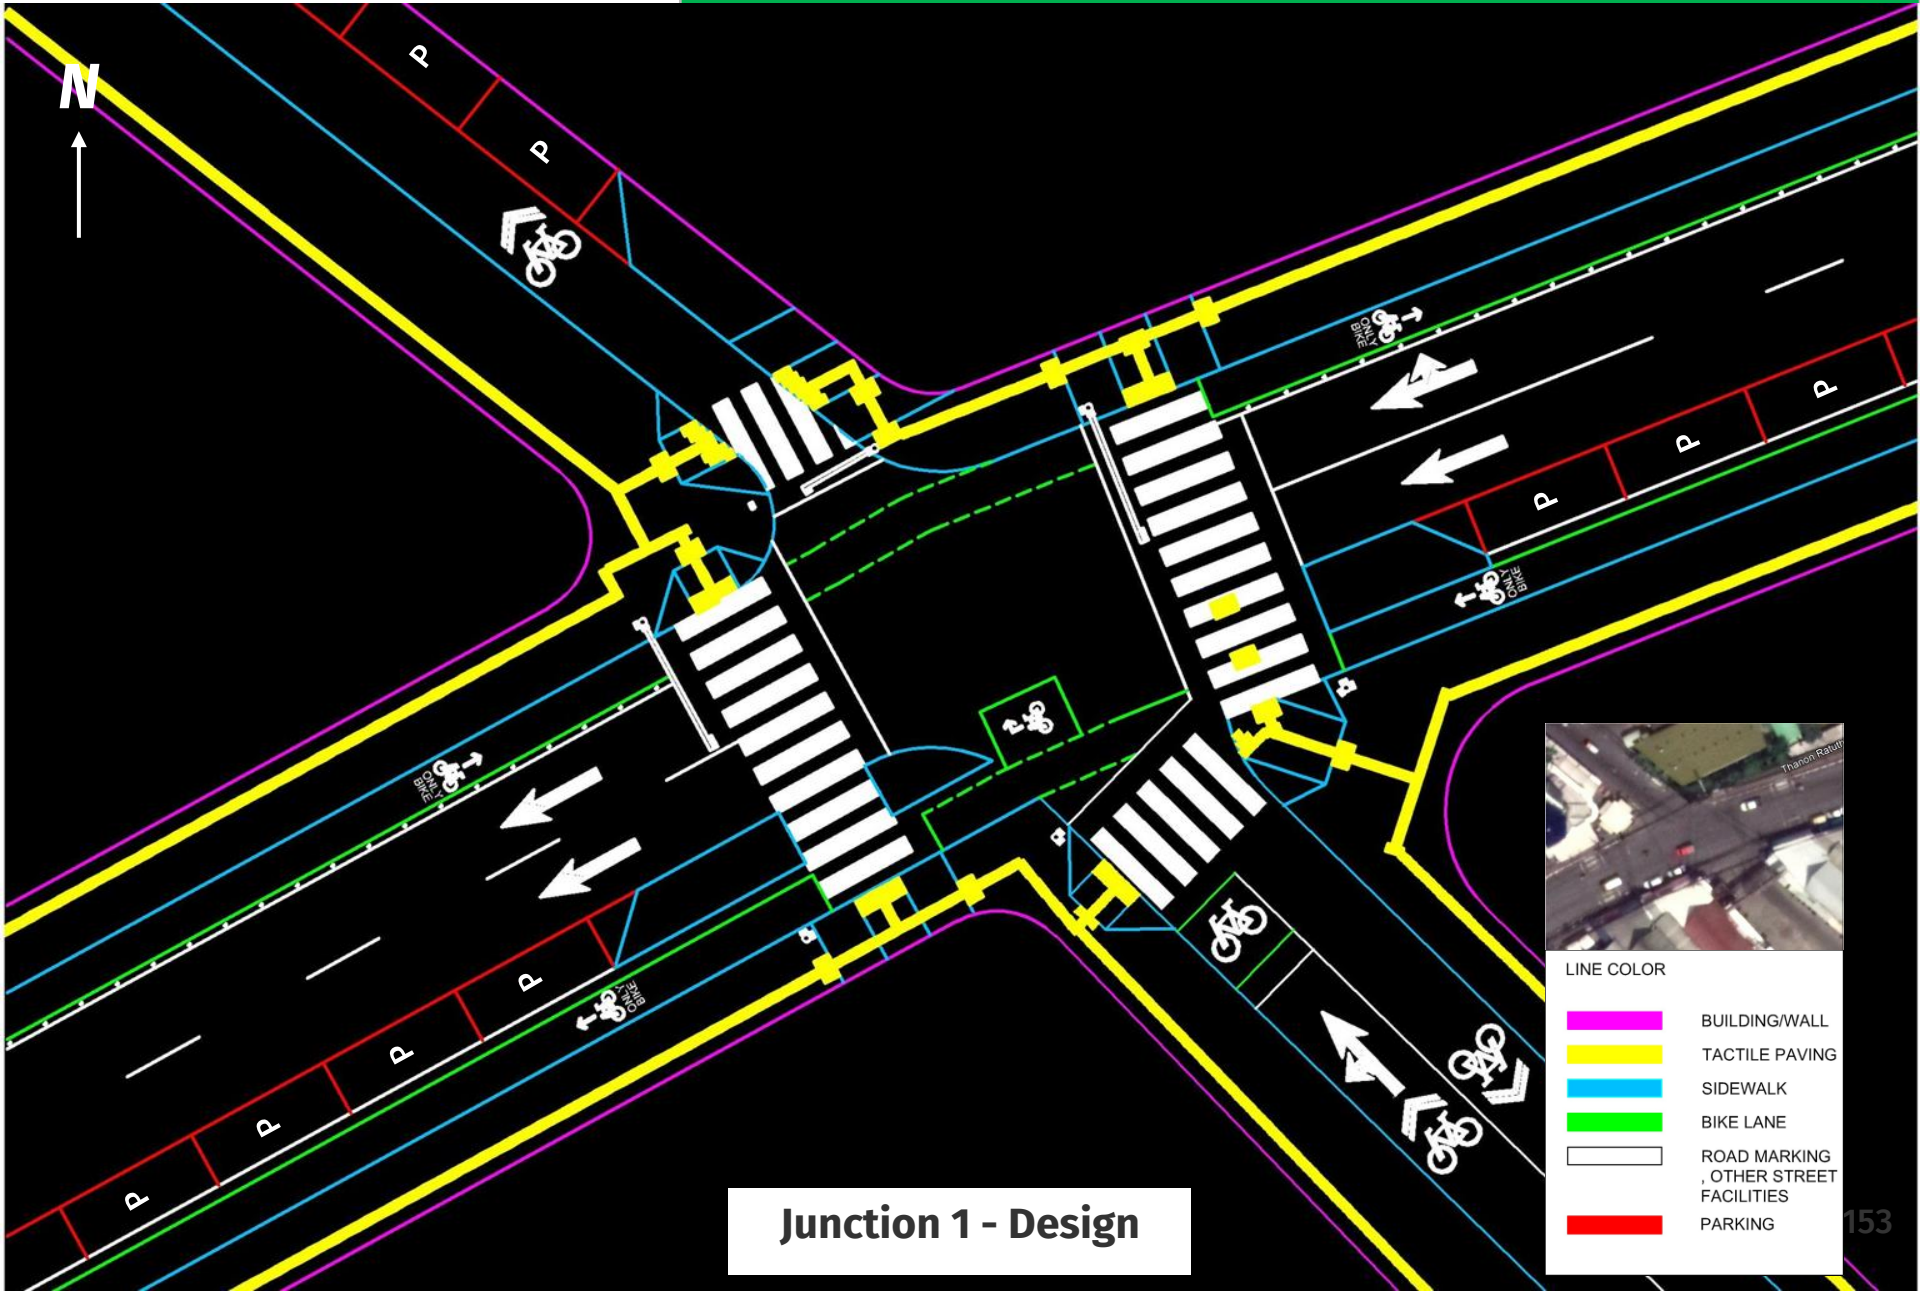 N
P
P
ONLY
BIKE
P
P
P
ONLY
BIKE
ONLY
BIKE
P
ONLY
BIKE
P
P
P
Thanon Ratuth
LINE COLOR
BUILDING/WALL
TACTILE PAVING
SIDEWALK
BIKE LANE
ROAD MARKING
, OTHER STREET
FACILITIES
PARKING
Junction 1 - Design
153